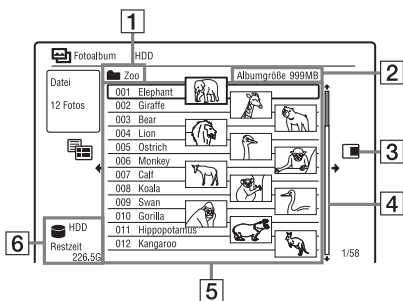 1
Fotoalbum HDD
Zoo
Albumgröße 999MB
2
Datei
12 Fotos
001 Elephant
002 Giraffe
003 Bear
004 Lion
005 Ostrich
006 Monkey
007 Calf
008 Koala
009 Swan
010 Gorilla
011 Hippopotamus
012 Kangaroo
3
4
6
HDD
Restzeit
226.5G
1/58
5